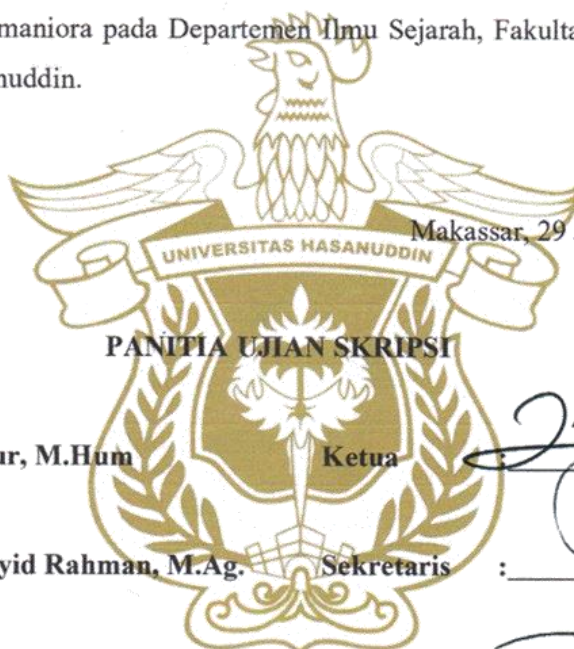 maniora pada Departemen Ilmu Sejarah, Fakulta
nuddin.
Makassar, 29
UNIVERSITAS HASANUDDIN
PANITIA UJIAN SKRIPSI
ur, M.Hum Ketua :
yid Rahman, M.Ag. Sekretaris :